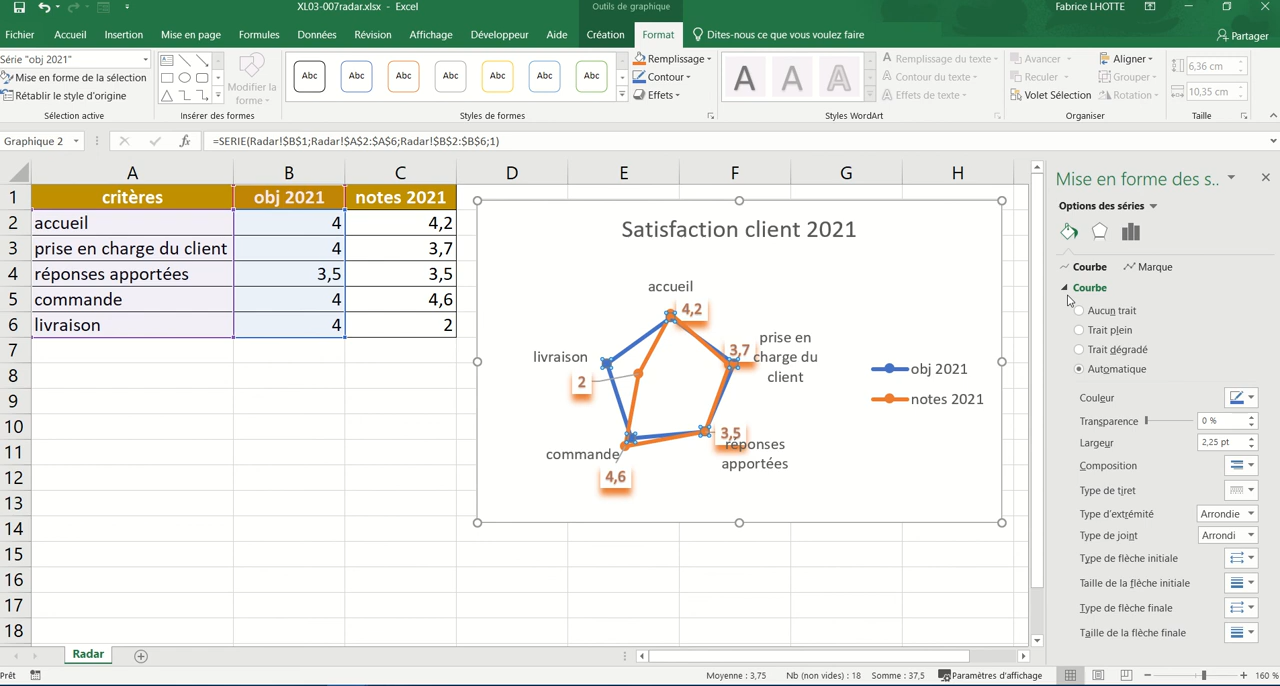 XL03-007radar.xlsx - Excel
Outils de graphique
Fabrice LHOTTE
Fichier Accueil Insertion Mise en page Formules Données Révision Affichage Développeur Aide Création Format Dites-nous ce que vous voulez faire Partager
Série "obj 2021"
Mise en forme de la sélection
Rétablir le style d'origine
Sélection active
Modifier la forme
Insérer des formes
Abc Abc Abc Abc Abc Abc Abc
Styles de formes
Remplissage
Contour
Effets
A A A
Remplissage du texte
Contour du texte
Effets de texte
Styles WordArt
Avancer
Reculer
Volet Sélection
Aligner
Grouper
Rotation
Organiser
6,36 cm
10,35 cm
Taille
Graphique 2 fx =SERIE(Radar!$B$1;Radar!$A$2:$A$6;Radar!$B$2:$B$6;1)
A B C D E F G H
1 critères obj 2021 notes 2021
2 accueil 4 4,2
3 prise en charge du client 4 3,7
4 réponses apportées 3,5 3,5
5 commande 4 4,6
6 livraison 4 2
7
8
9
10
11
12
13
14
15
16
17
18
Satisfaction client 2021
accueil
4,2
prise en
charge du
client
3,7
livraison
2
obj 2021
notes 2021
3,5
réponses
apportées
commande
4,6
Mise en forme des s..
Options des séries
Courbe Marque
Courbe
Aucun trait
Trait plein
Trait dégradé
Automatique
Couleur
Transparence 0 %
Largeur 2,25 pt
Composition
Type de tiret
Type d'extrémité Arrondie
Type de joint Arrondi
Type de flèche initiale
Taille de la flèche initiale
Type de flèche finale
Taille de la flèche finale
Radar
Prêt Moyenne : 3,75 Nb (non vides) : 18 Somme : 37,5 Paramètres d'affichage 160 %